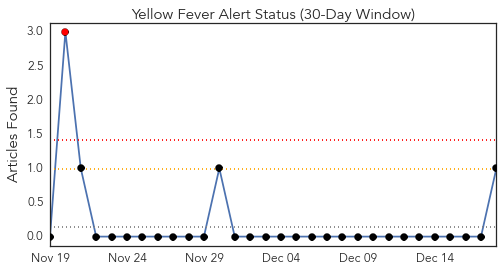 Yellow Fever Alert Status (30-Day Window)
Articles Found
3.0
2.5
2.0
1.5
1.0
0.5
0.0
Nov 19 Nov 24 Nov 29 Dec 04 Dec 09 Dec 14